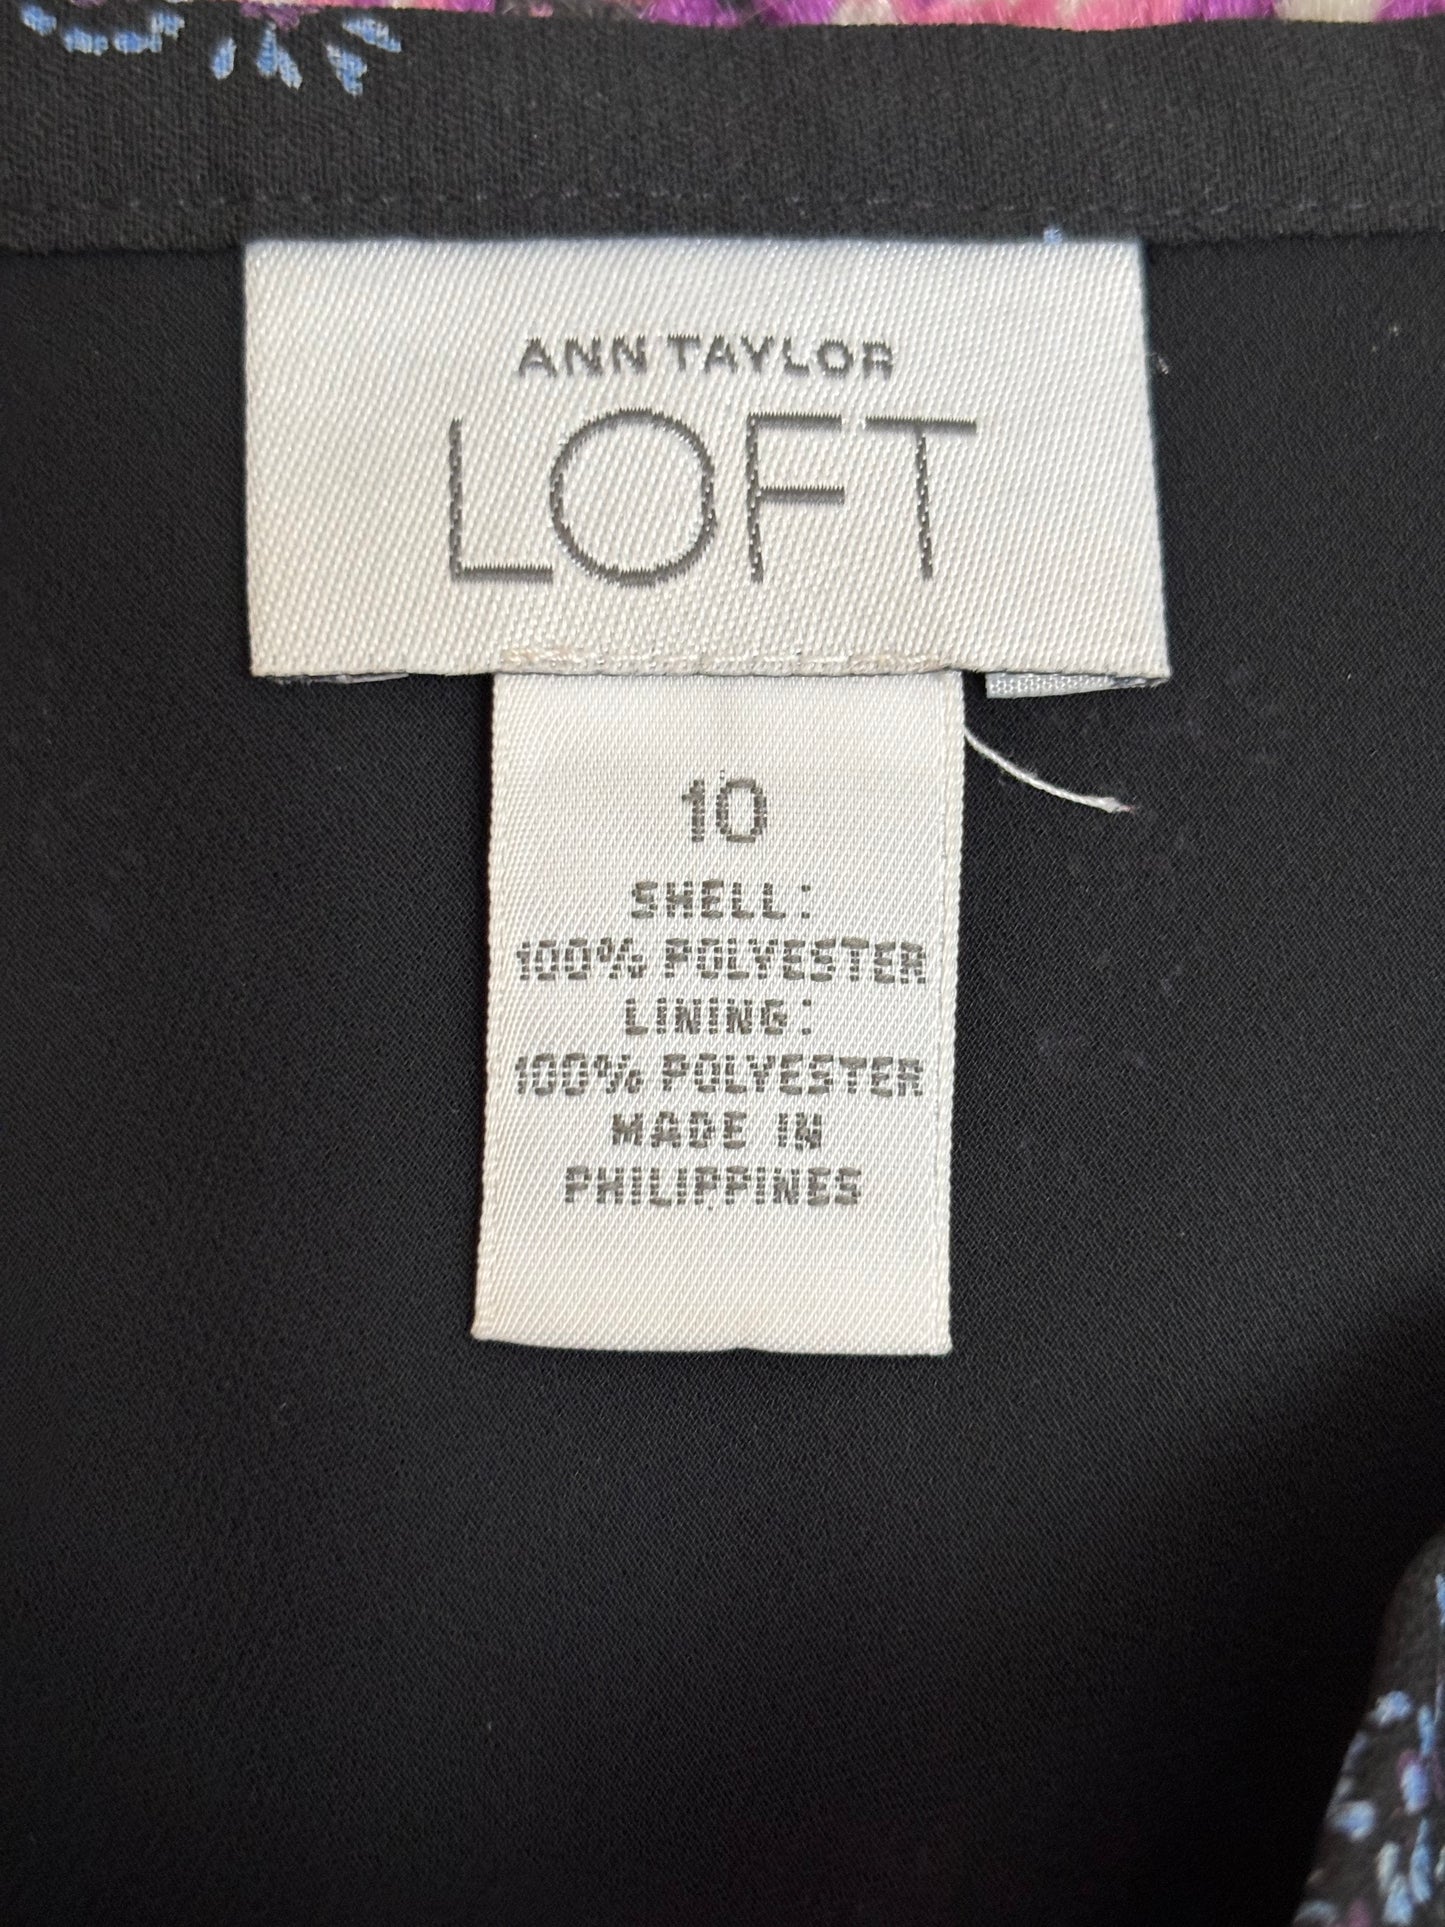 ANN TAYLOR
LOFT
10
SHELL:
100% POLYESTER
LINING:
100% POLYESTER
MADE IN
PHILIPPINES